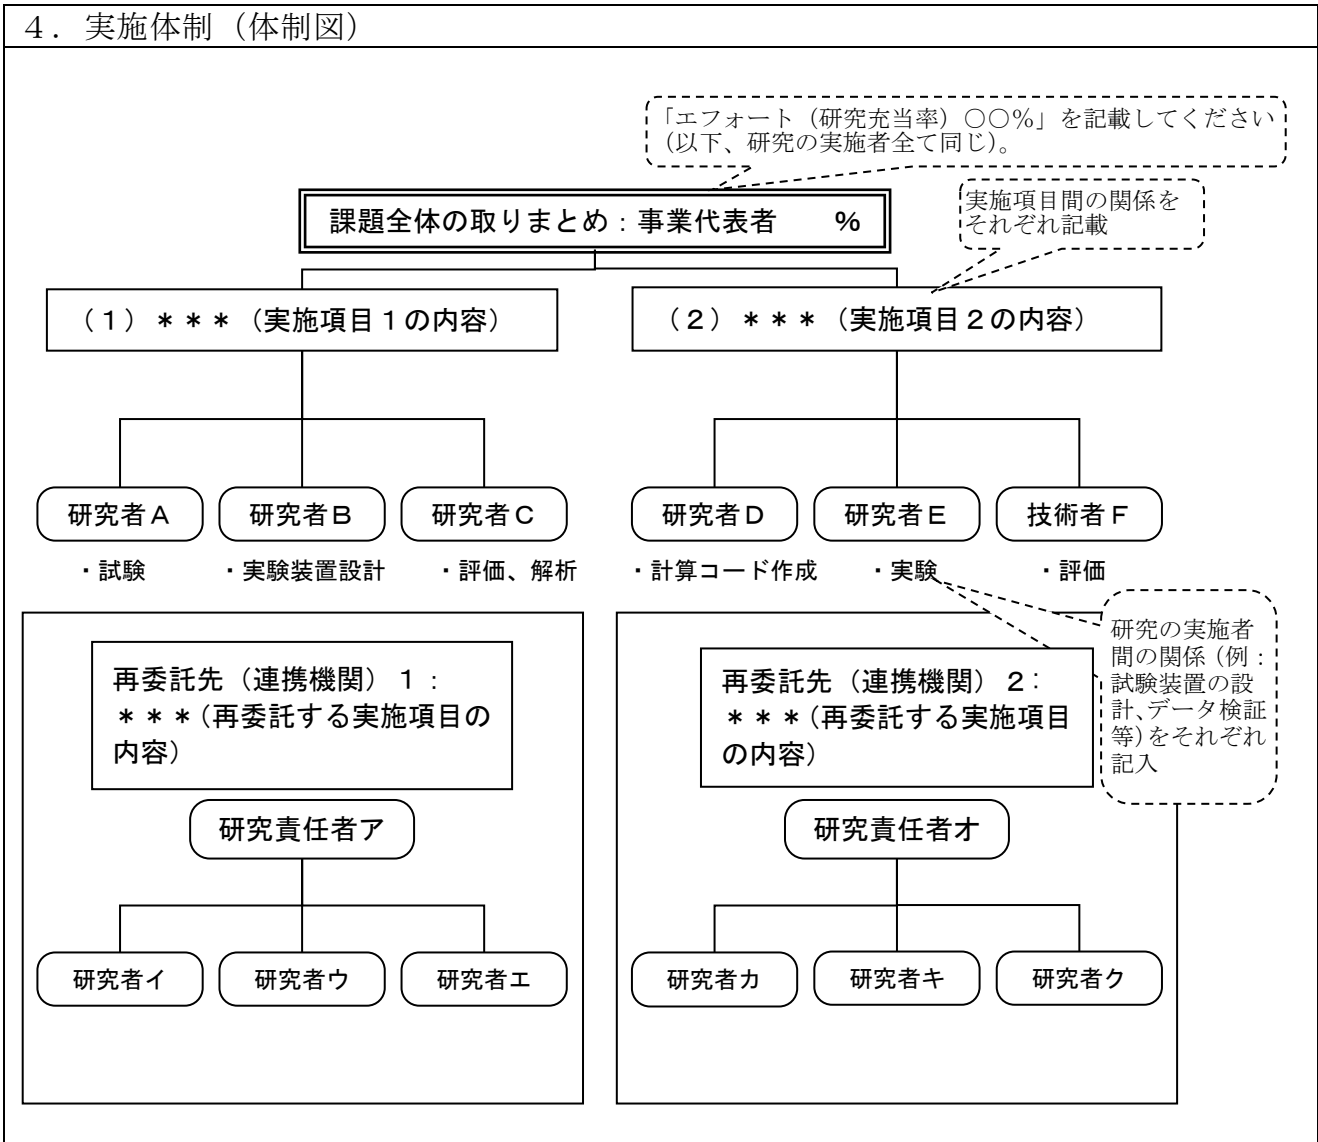 ４．実施体制（体制図）
「エフォート（研究充当率）○○％」を記載してください
（以下、研究の実施者全て同じ）。
課題全体の取りまとめ：事業代表者　　％
実施項目間の関係を
それぞれ記載
（１）＊＊＊（実施項目１の内容）
（２）＊＊＊（実施項目２の内容）
研究者Ａ
研究者Ｂ
研究者Ｃ
研究者Ｄ
研究者Ｅ
技術者Ｆ
・試験
・実験装置設計
・評価、解析
・計算コード作成
・実験
・評価
研究の実施者
間の関係（例：
試験装置の設
計、データ検証
等）をそれぞれ
記入
再委託先（連携機関）１：
＊＊＊（再委託する実施項目の
内容）
再委託先（連携機関）２：
＊＊＊（再委託する実施項目
の内容）
研究責任者ア
研究責任者オ
研究者イ
研究者ウ
研究者エ
研究者カ
研究者キ
研究者ク